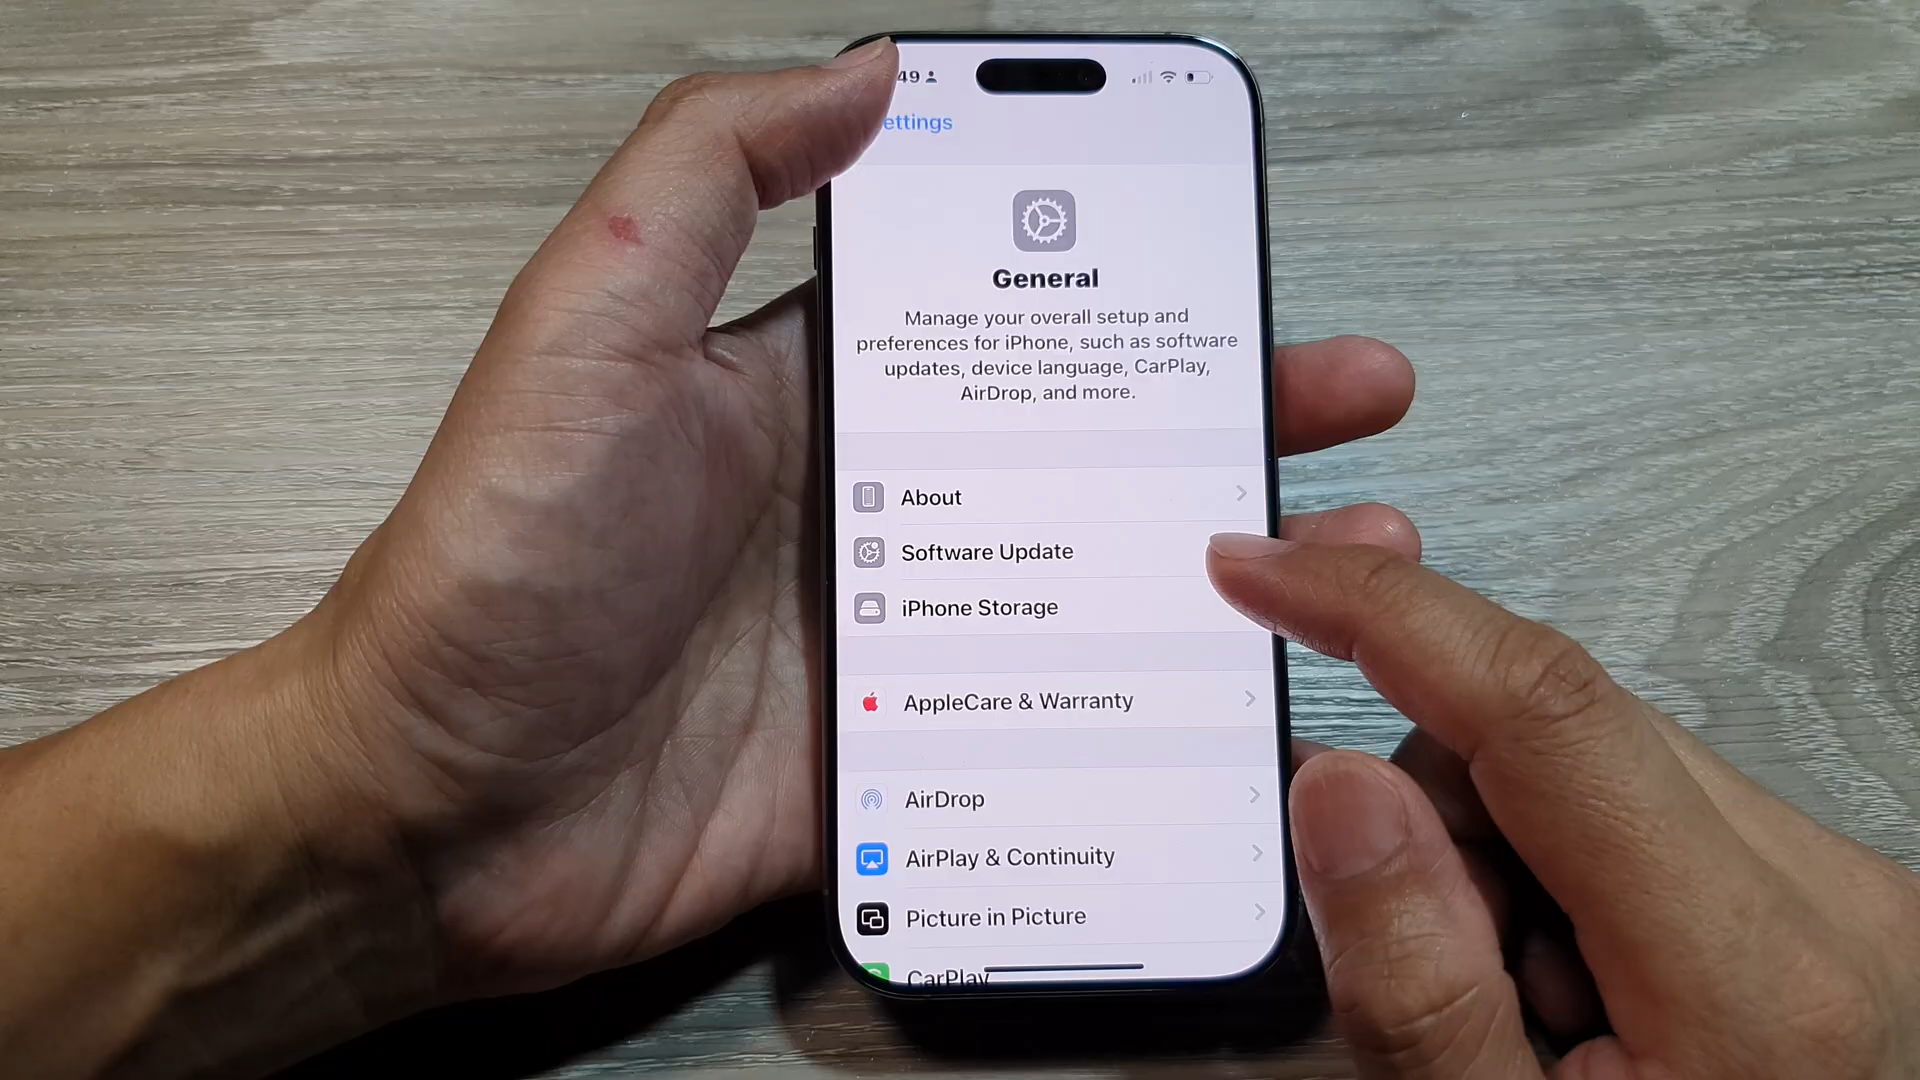 49
ettings
General
Manage your overall setup and
preferences for iPhone, such as software
updates, device language, CarPlay,
AirDrop, and more.
About
Software Update
iPhone Storage
AppleCare & Warranty
AirDrop
AirPlay & Continuity
Picture in Picture
CarPlay